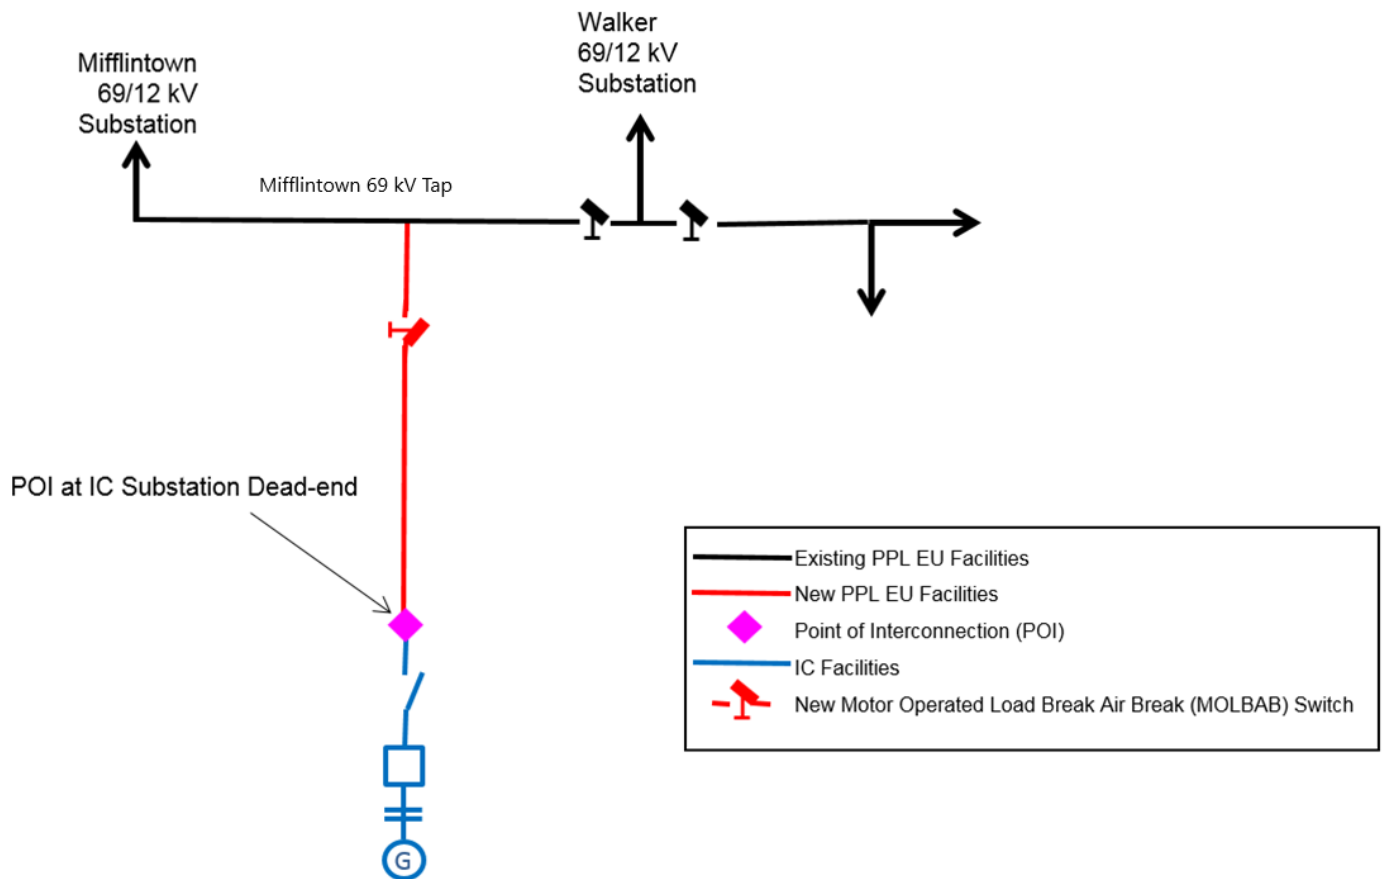 Walker
69/12 kV
Substation
Mifflintown
69/12 kV
Substation
Mifflintown 69 kV Tap
POI at IC Substation Dead-end
Existing PPL EU Facilities
New PPL EU Facilities
Point of Interconnection (POI)
IC Facilities
New Motor Operated Load Break Air Break (MOLBAB) Switch
G